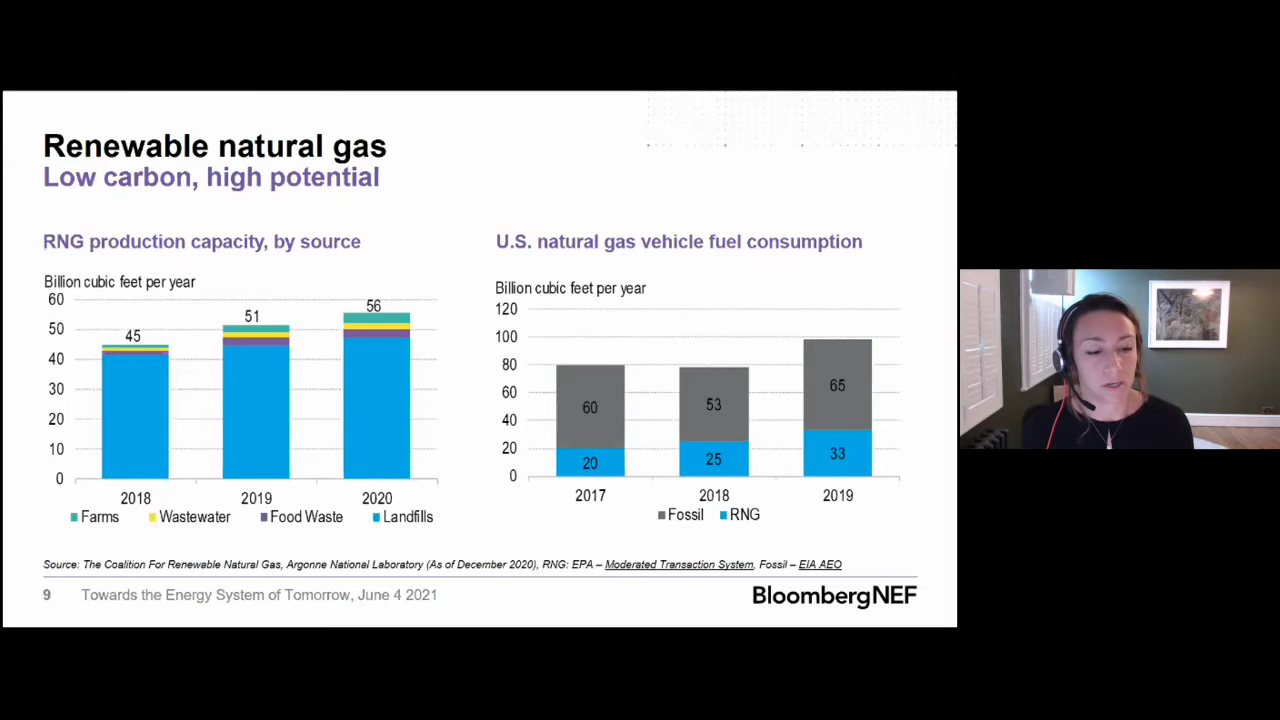 Renewable natural gas
Low carbon, high potential
RNG production capacity, by source
Billion cubic feet per year
60
50
40
30
20
10
0
45
51
56
2018
2019
2020
Farms
Wastewater
Food Waste
Landfills
U.S. natural gas vehicle fuel consumption
Billion cubic feet per year
120
100
80
60
40
20
0
60
53
65
20
25
33
2017
2018
2019
Fossil
RNG
Source: The Coalition For Renewable Natural Gas, Argonne National Laboratory (As of December 2020), RNG: EPA – Moderated Transaction System, Fossil – EIA AEO
9 Towards the Energy System of Tomorrow, June 4 2021
BloombergNEF